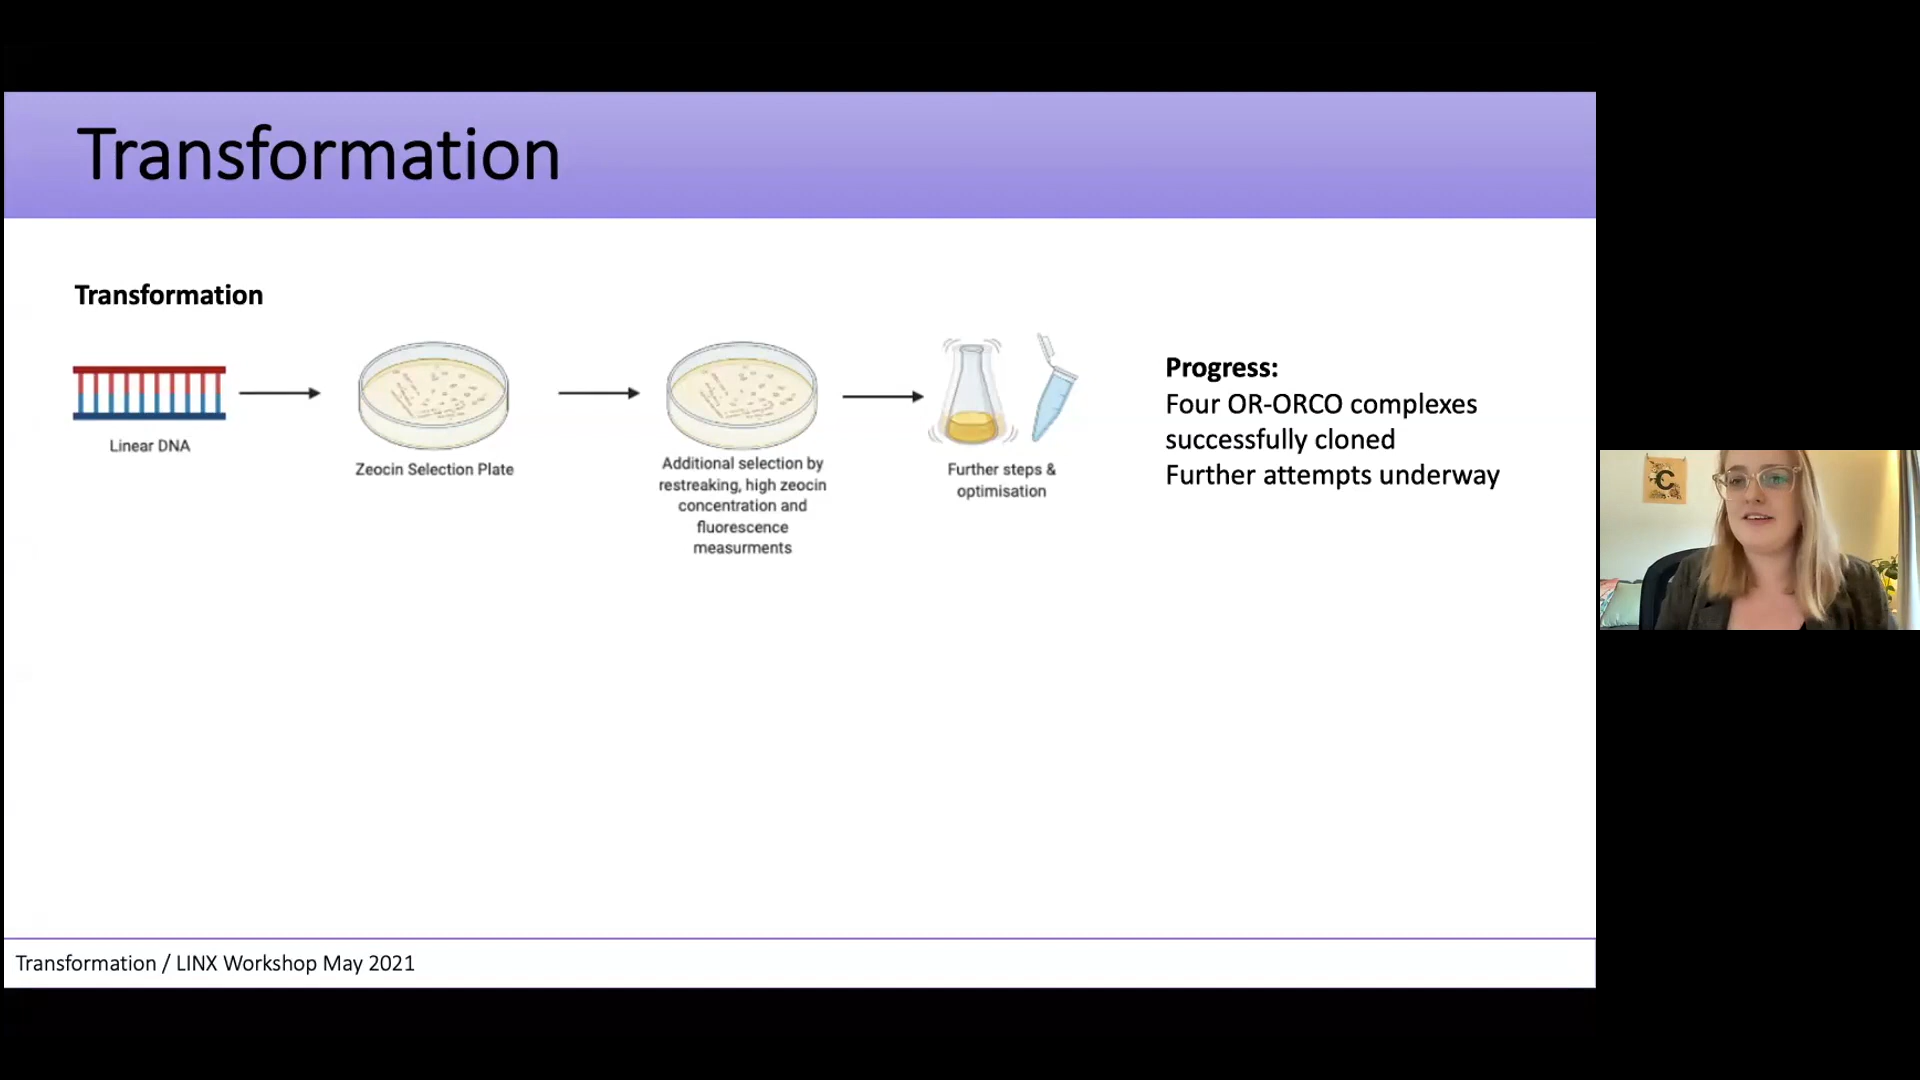 Transformation
Transformation
Linear DNA
Zeocin Selection Plate
Additional selection by
restreaking, high zeocin
concentration and
fluorescence
measurments
Further steps &
optimisation
Progress:
Four OR-ORCO complexes
successfully cloned
Further attempts underway
C
Transformation / LINX Workshop May 2021